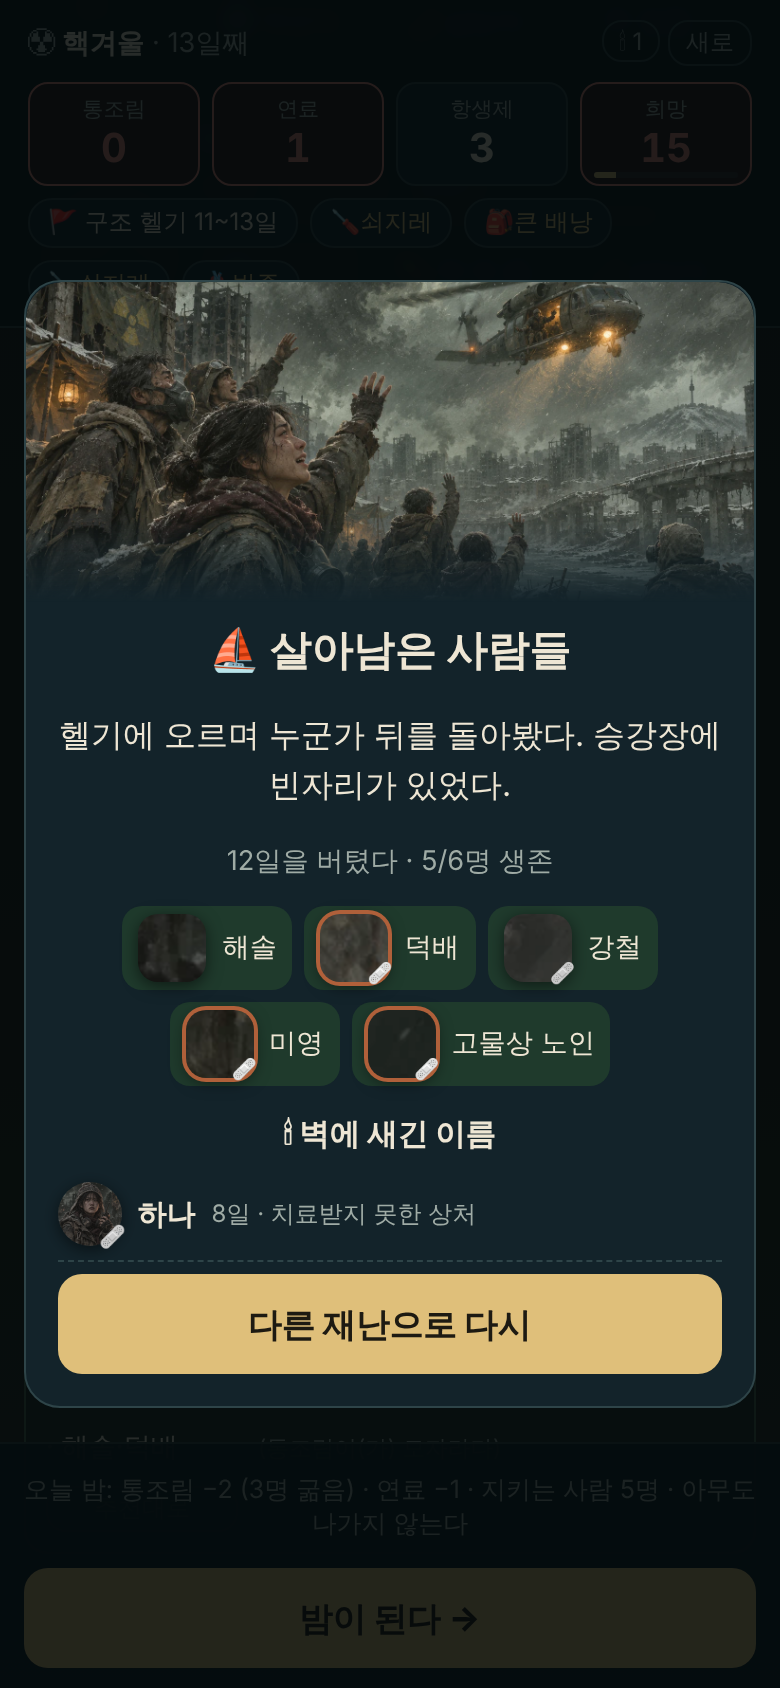 핵겨울 · 13일째
1
새로
통조림
연료
항생제
희망
0
1
3
15
구조 헬기 11~13일
쇠지레
큰 배낭
쇠지레
살아남은 사람들
헬기에 오르며 누군가 뒤를 돌아봤다. 승강장에
빈자리가 있었다.
12일을 버텼다 · 5/6명 생존
해솔
덕배
강철
미영
고물상 노인
벽에 새긴 이름
하나 8일 · 치료받지 못한 상처
다른 재난으로 다시
해솔 덕배
오늘 밤: 통조림 −2 (3명 굶음) · 연료 −1 · 지키는 사람 5명 · 아무도
나가지 않는다
밤이 된다 →